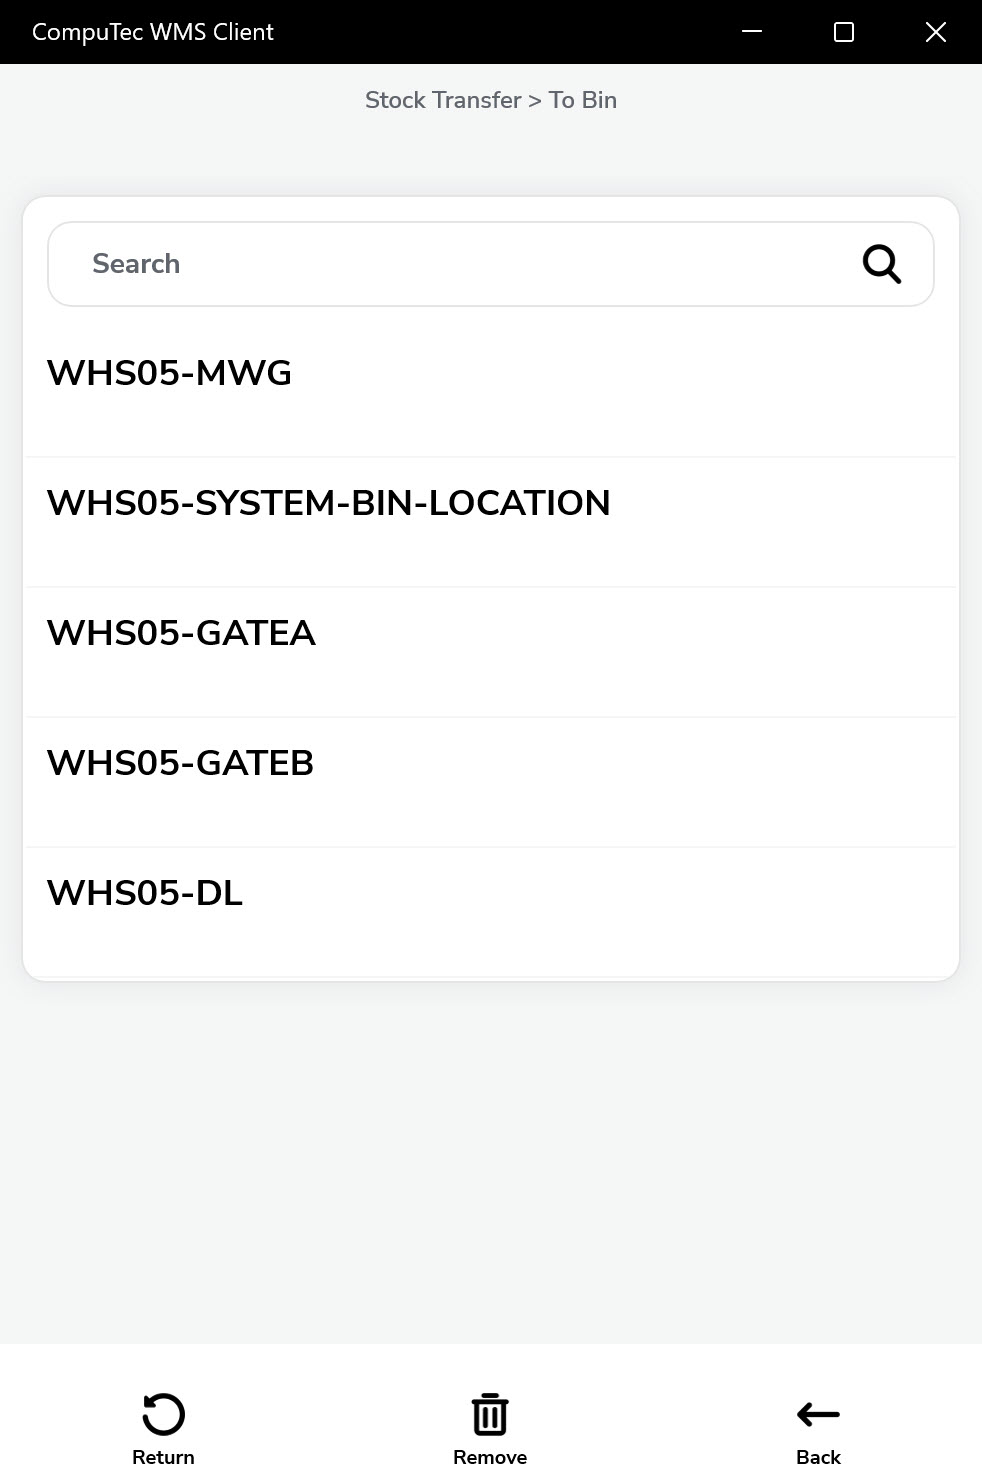 CompuTec WMS Client
Stock Transfer > To Bin
Search
WHS05-MWG
WHS05-SYSTEM-BIN-LOCATION
WHS05-GATEA
WHS05-GATEB
WHS05-DL
Return
Remove
Back